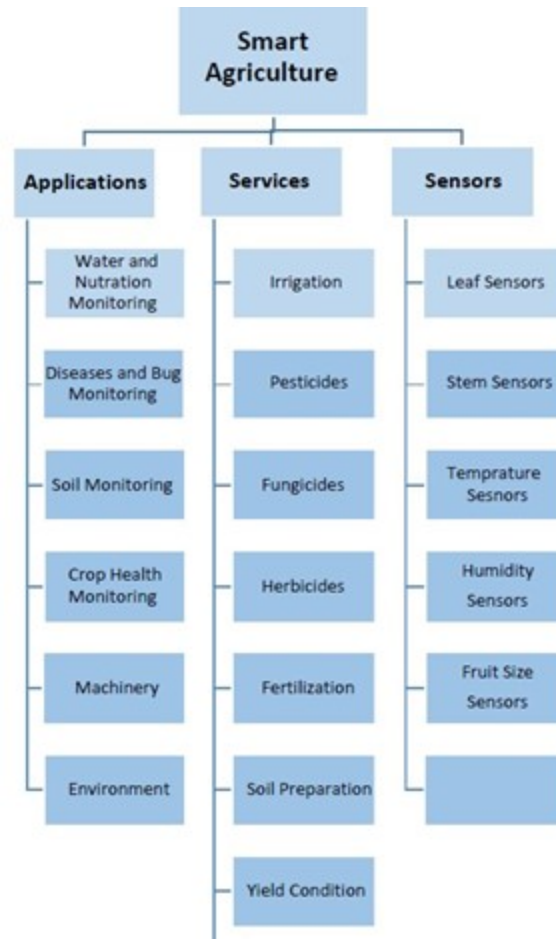 Smart
Agriculture
Applications
Services
Sensors
Water and
Nutration
Monitoring
Irrigation
Leaf Sensors
Diseases and Bug
Monitoring
Pesticides
Stem Sensors
Soil Monitoring
Fungicides
Temprature
Sesnors
Crop Health
Monitoring
Herbicides
Humidity
Sensors
Machinery
Fertilization
Fruit Size
Sensors
Environment
Soil Preparation
Yield Condition